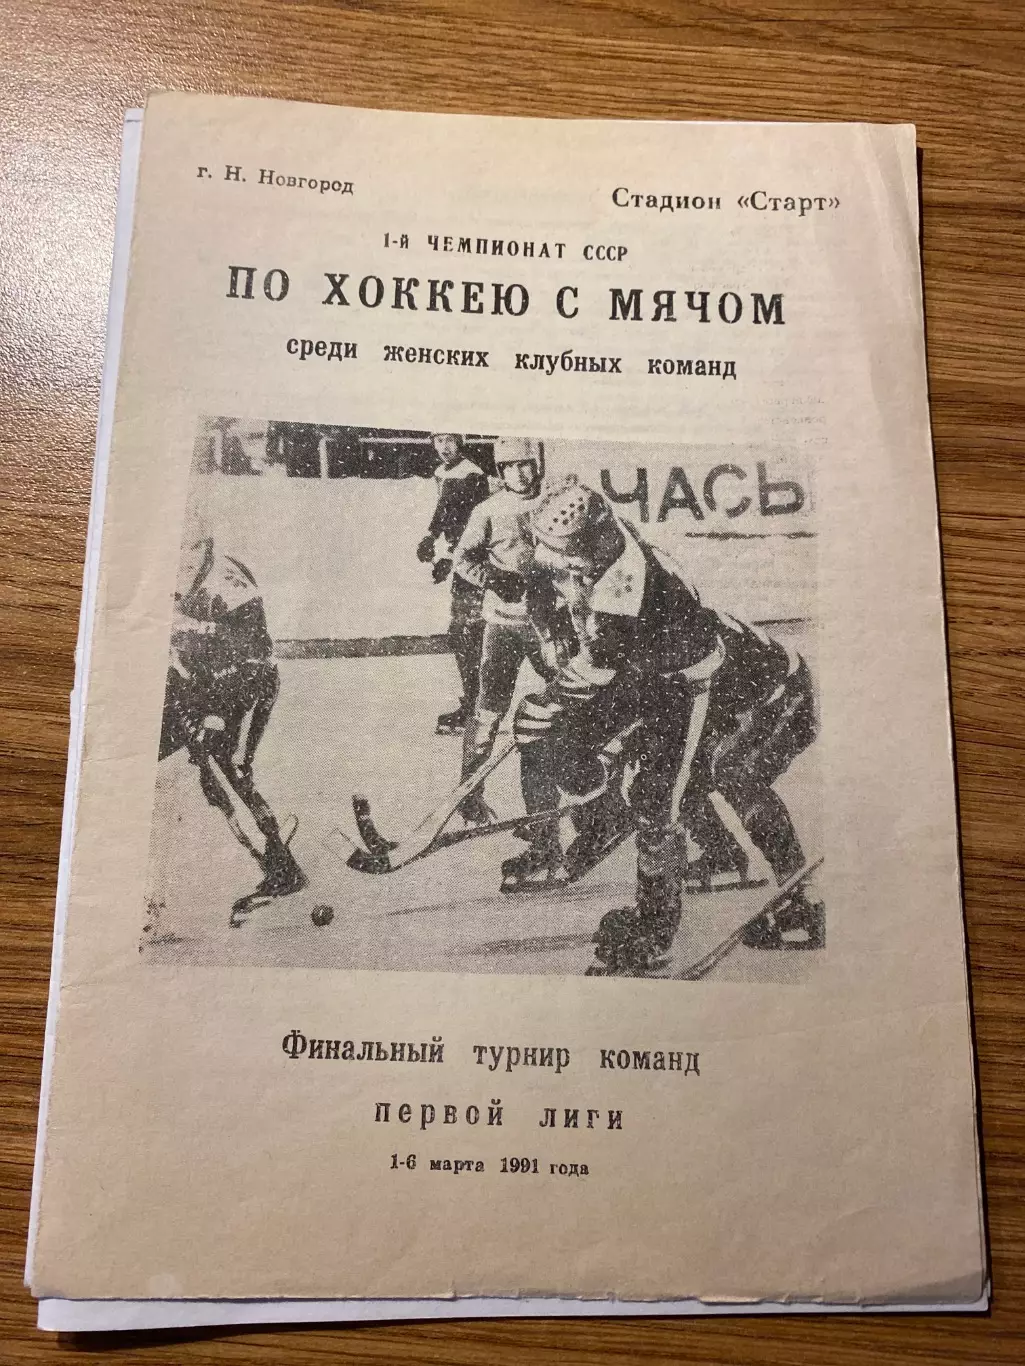 г. Н. Новгород
Стадион «Старт»
1-й ЧЕМПИОНАТ СССР
ПО ХОККЕЮ С МЯЧОМ
среди женских клубных команд
ЧАСЬ
Финальный турнир команд
первой лиги
1-6 марта 1991 года